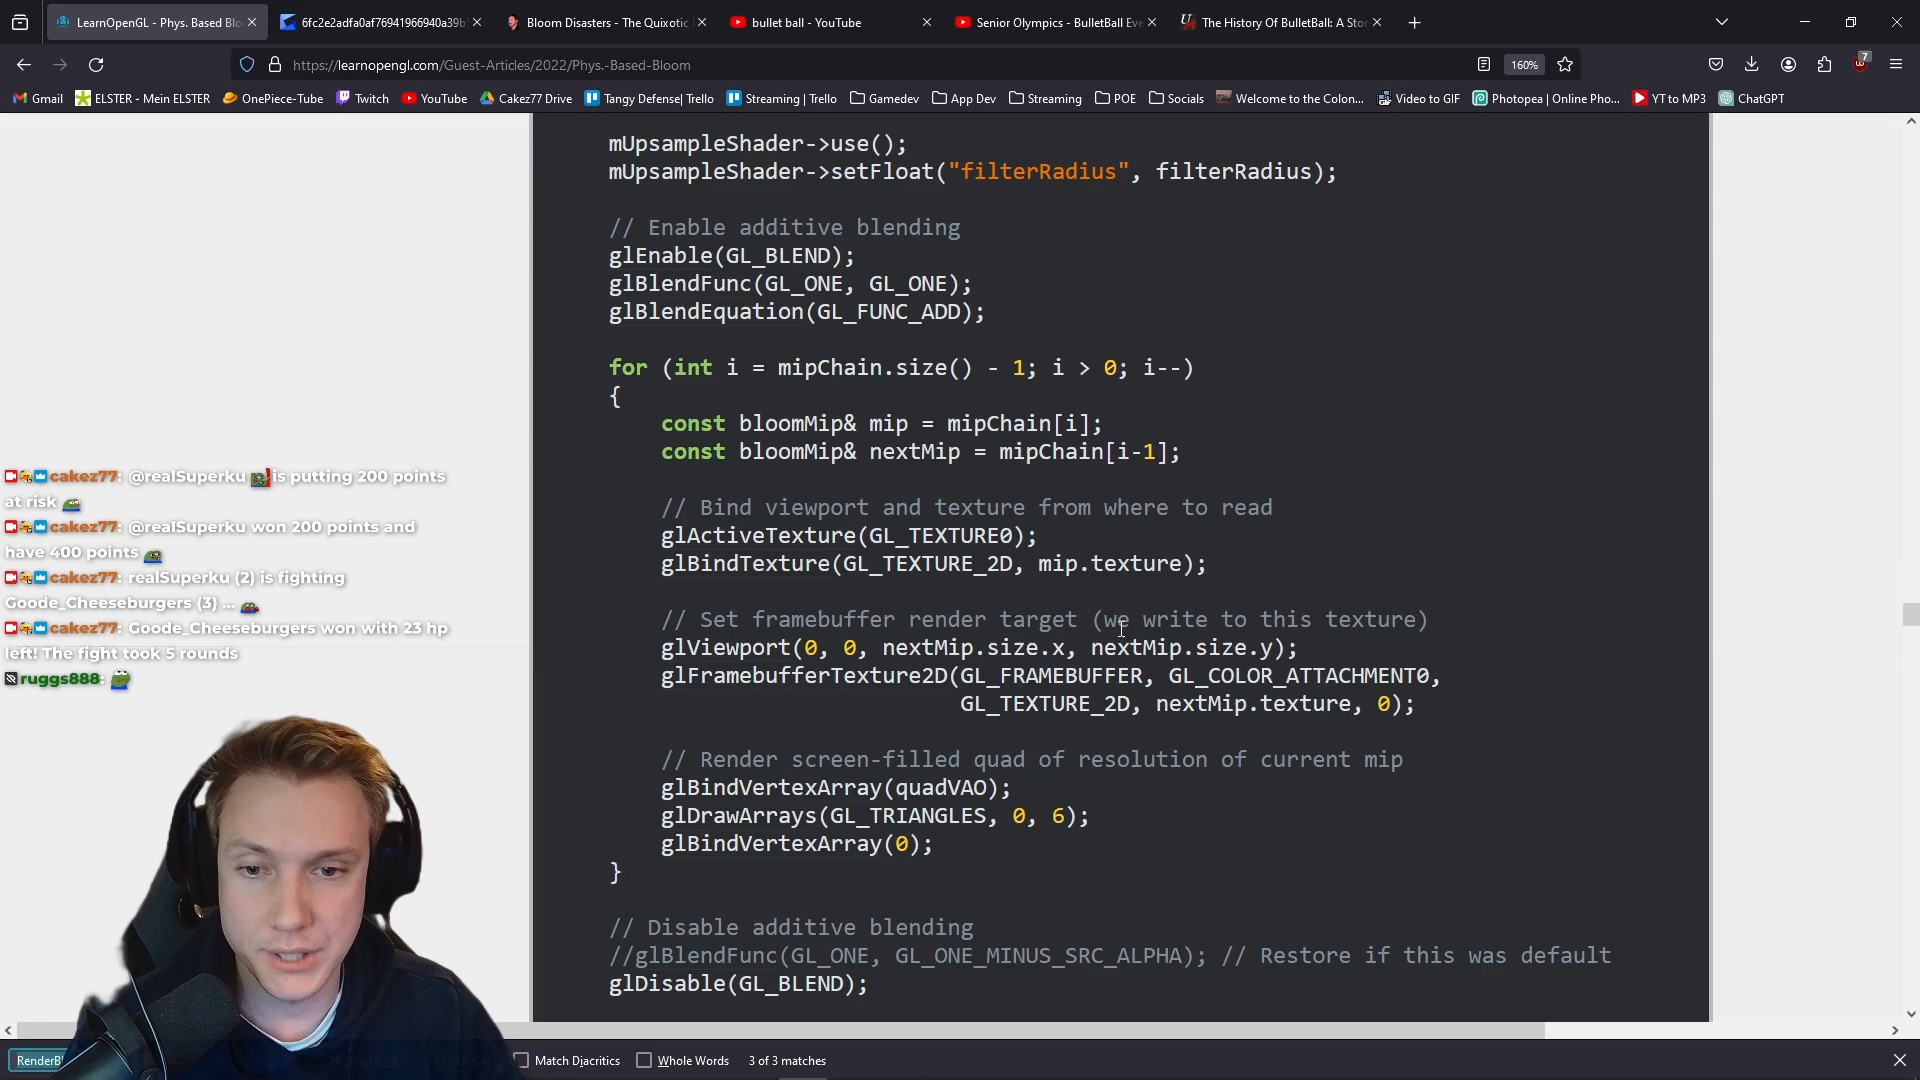 LearnOpenGL - Phys. Based Blo
6fc2e2adfa0af76941966940a39b
Bloom Disasters - The Quixotic
bullet ball - YouTube
Senior Olympics - BulletBall Eve
The History Of BulletBall: A Sto
https://learnopengl.com/Guest-Articles/2022/Phys.-Based-Bloom
160%
7
Gmail
ELSTER - Mein ELSTER
OnePiece-Tube
Twitch
YouTube
Cakez77 Drive
Tangy Defense| Trello
Streaming | Trello
Gamedev
App Dev
Streaming
POE
Socials
Welcome to the Colon...
Video to GIF
Photopea | Online Pho...
YT to MP3
ChatGPT
mUpsampleShader->use();
mUpsampleShader->setFloat("filterRadius", filterRadius);
// Enable additive blending
glEnable(GL_BLEND);
glBlendFunc(GL_ONE, GL_ONE);
glBlendEquation(GL_FUNC_ADD);
for (int i = mipChain.size() - 1; i > 0; i--)
{
const bloomMip& mip = mipChain[i];
const bloomMip& nextMip = mipChain[i-1];
// Bind viewport and texture from where to read
glActiveTexture(GL_TEXTURE0);
glBindTexture(GL_TEXTURE_2D, mip.texture);
// Set framebuffer render target (we write to this texture)
glViewport(0, 0, nextMip.size.x, nextMip.size.y);
glFramebufferTexture2D(GL_FRAMEBUFFER, GL_COLOR_ATTACHMENT0,
GL_TEXTURE_2D, nextMip.texture, 0);
// Render screen-filled quad of resolution of current mip
glBindVertexArray(quadVAO);
glDrawArrays(GL_TRIANGLES, 0, 6);
glBindVertexArray(0);
}
// Disable additive blending
//glBlendFunc(GL_ONE, GL_ONE_MINUS_SRC_ALPHA); // Restore if this was default
glDisable(GL_BLEND);
cakez77: @realSuperku is putting 200 points
at risk
cakez77: @realSuperku won 200 points and
have 400 points
cakez77: realSuperku (2) is fighting
Goode_Cheeseburgers (3) ...
cakez77: Goode_Cheeseburgers won with 23 hp
left! The fight took 5 rounds
ruggs888:
RenderB
Match Diacritics
Whole Words
3 of 3 matches